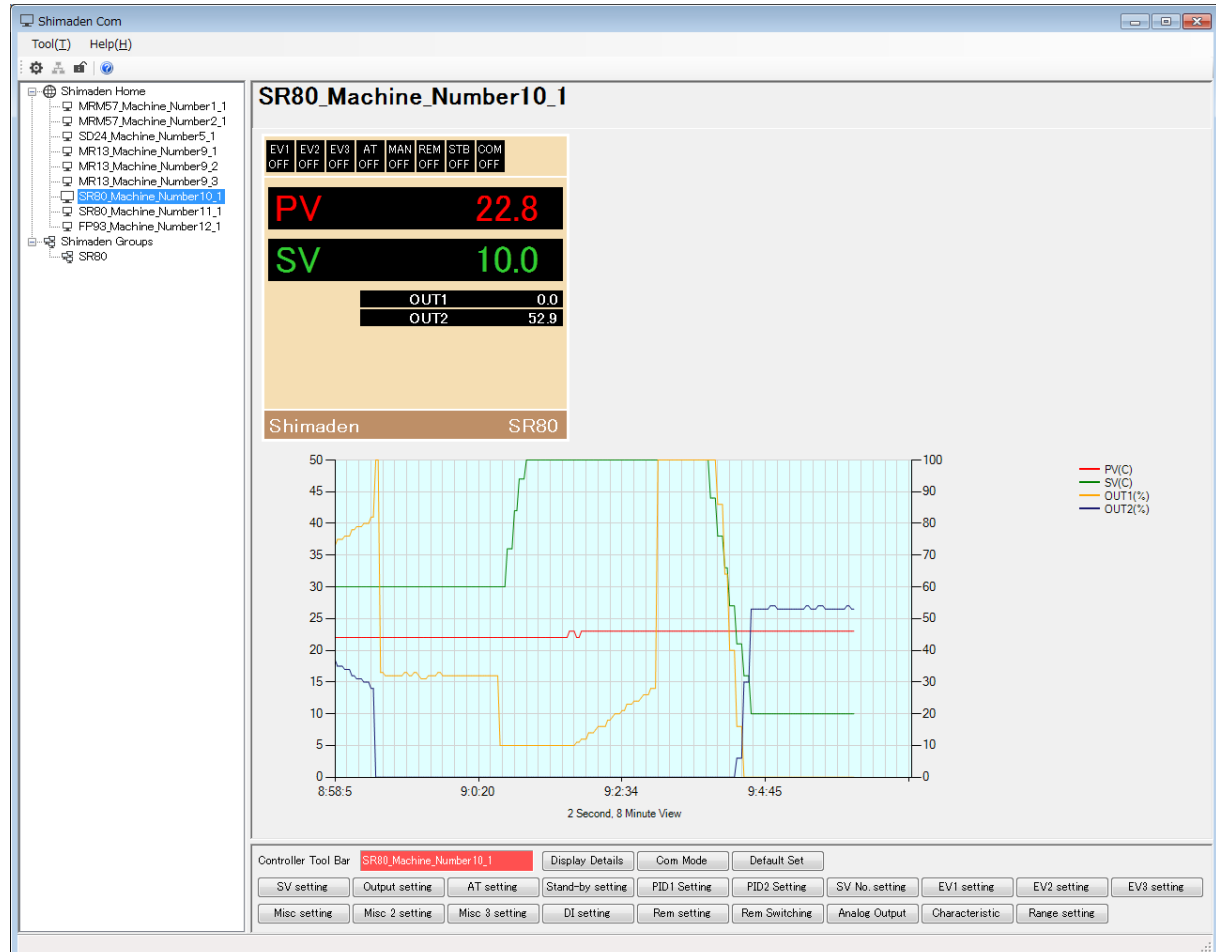 Shimaden Com
Tool(T) Help(H)
Shimaden Home
MRM57_Machine_Number1_1
MRM57_Machine_Number2_1
SD24_Machine_Number5_1
MR13_Machine_Number9_1
MR13_Machine_Number9_2
MR13_Machine_Number9_3
SR80_Machine_Number10_1
SR80_Machine_Number11_1
FP93_Machine_Number12_1
Shimaden Groups
SR80
SR80_Machine_Number10_1
EV1 EV2 EV3 AT MAN REM STB COM
OFF OFF OFF OFF OFF OFF OFF OFF
PV 22.8
SV 10.0
OUT1 0.0
OUT2 52.9
Shimaden SR80
50 100
45 90
40 80
35 70
30 60
25 50
20 40
15 30
10 20
5 10
0 0
8:58:5 9:0:20 9:2:34 9:4:45
2 Second, 8 Minute View
PV(C)
SV(C)
OUT1(%)
OUT2(%)
Controller Tool Bar SR80_Machine_Number10_1 Display Details Com Mode Default Set
SV setting Output setting AT setting Stand-by setting PID1 Setting PID2 Setting SV No. setting EV1 setting EV2 setting EV3 setting
Misc setting Misc 2 setting Misc 3 setting DI setting Rem setting Rem Switching Analog Output Characteristic Range setting